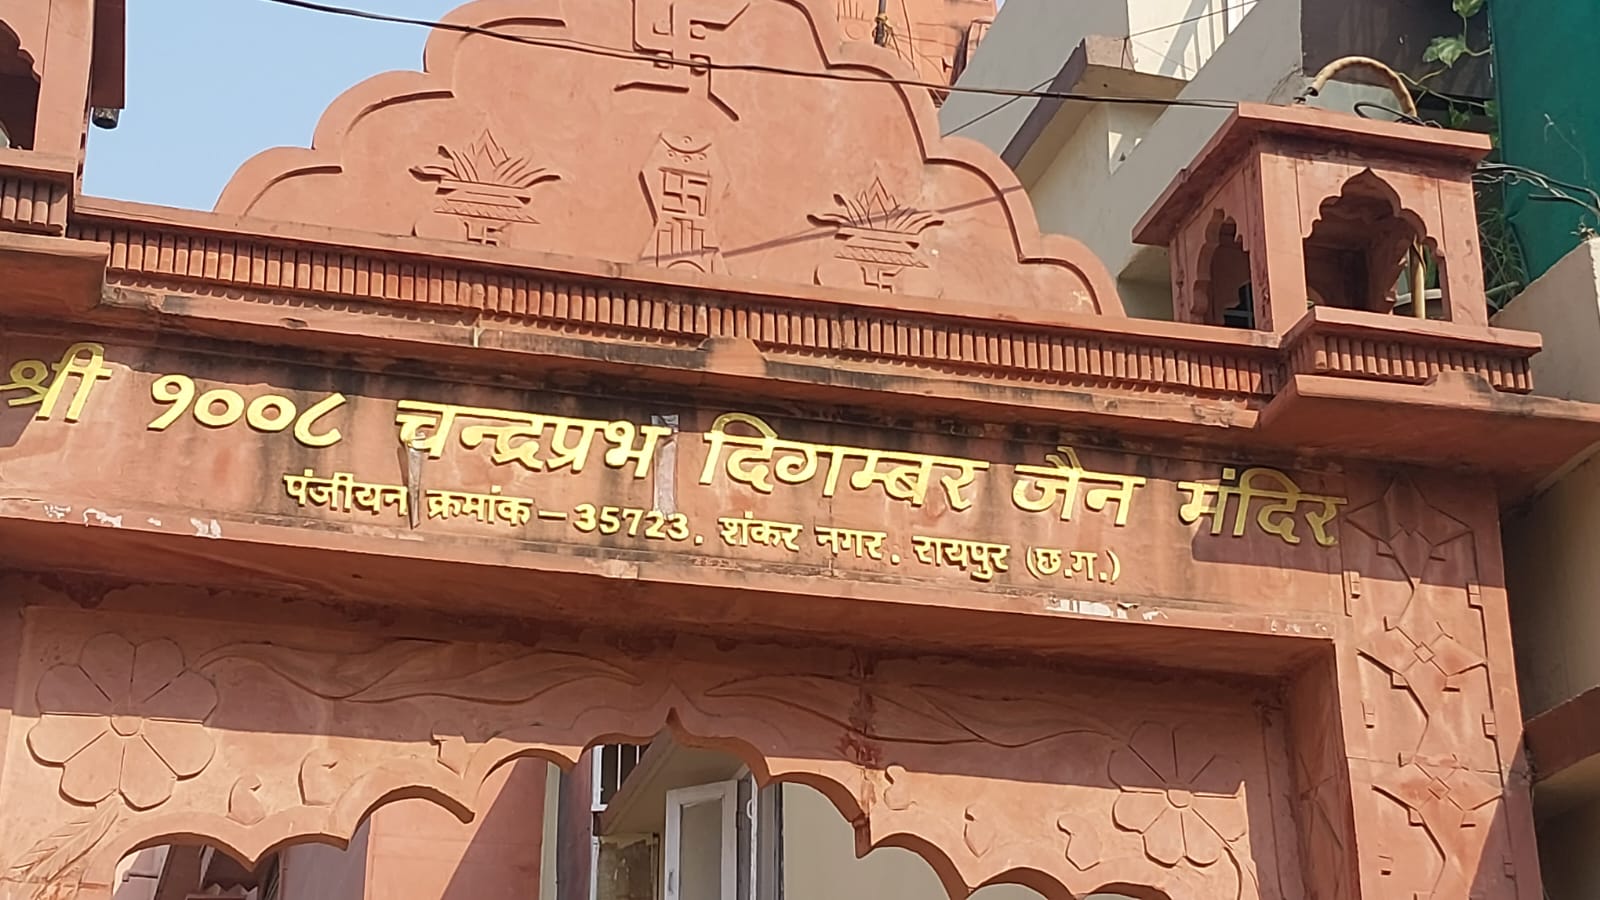 श्री १००८ चन्द्रप्रभ दिगम्बर जैन मंदिर
पंजीयन क्रमांक - 35723. शंकर नगर. रायपुर (छ.ग.)